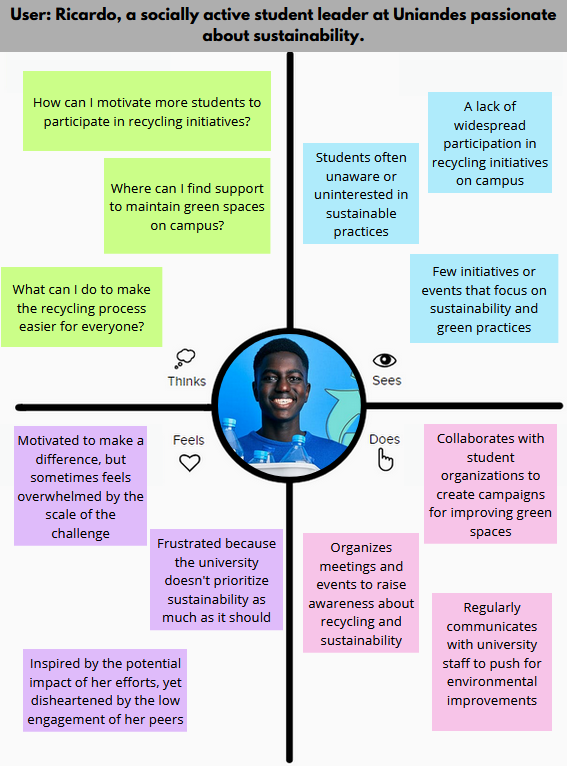 User: Ricardo, a socially active student leader at Uniandes passionate
about sustainability.
How can I motivate more students to
participate in recycling initiatives?
Where can I find support
to maintain green spaces
on campus?
What can I do to make
the recycling process
easier for everyone?
Thinks
A lack of
widespread
participation in
recycling initiatives
on campus
Students often
unaware or
uninterested in
sustainable
practices
Few initiatives or
events that focus on
sustainability and
green practices
Sees
Feels
Motivated to make a
difference, but
sometimes feels
overwhelmed by the
scale of the
challenge
Frustrated because
the university
doesn't prioritize
sustainability as
much as it should
Inspired by the potential
impact of her efforts, yet
disheartened by the low
engagement of her peers
Does
Collaborates with
student
organizations to
create campaigns
for improving green
spaces
Organizes
meetings and
events to raise
awareness about
recycling and
sustainability
Regularly
communicates
with university
staff to push for
environmental
improvements